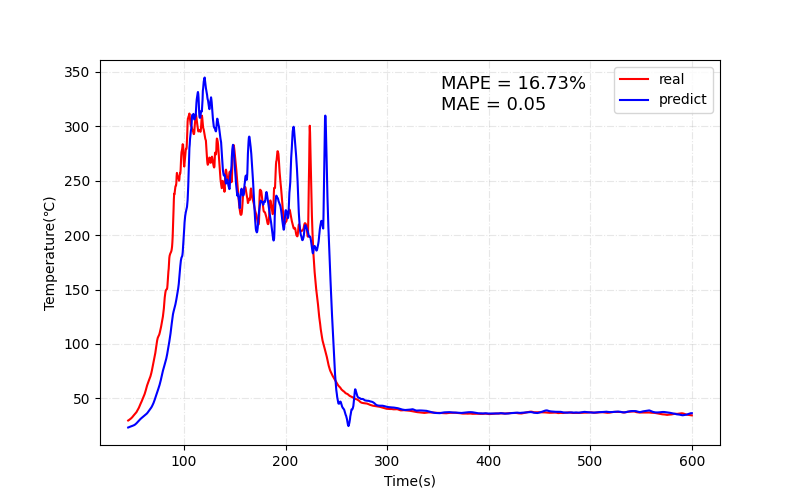 MAPE = 16.73%
MAE = 0.05
real
predict
350
300
250
200
150
100
50
Temperature(℃)
100
200
300
400
500
600
Time(s)